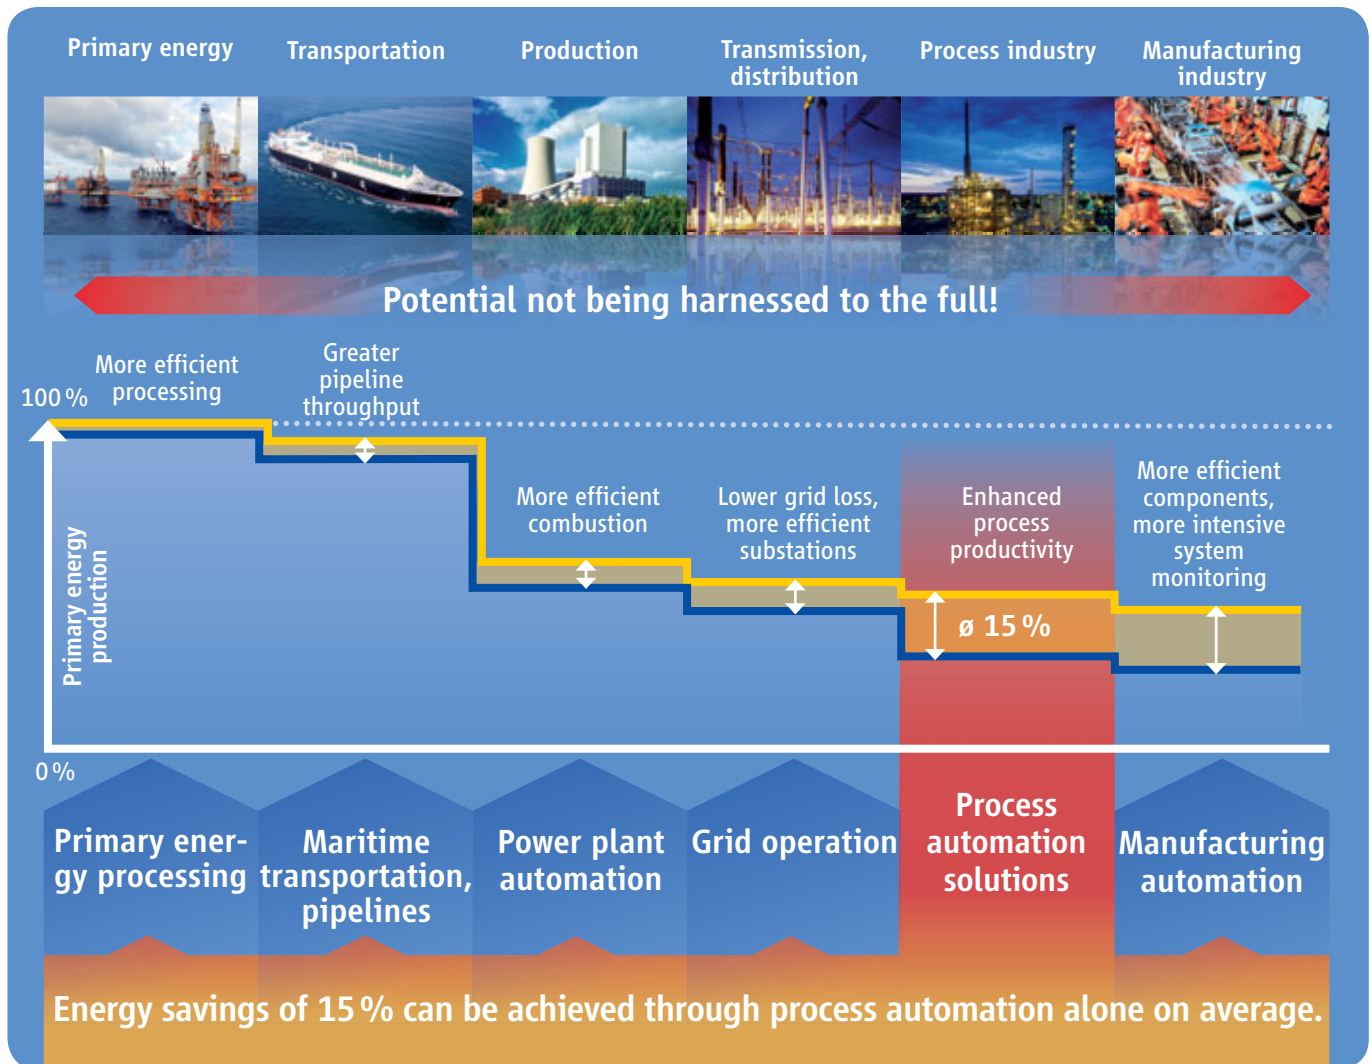 Primary energy
Transportation
Production
Transmission,
distribution
Process industry
Manufacturing
industry
Potential not being harnessed to the full!
More efficient
processing
Greater
pipeline
throughput
100 %
More efficient
combustion
Lower grid loss,
more efficient
substations
Enhanced
process
productivity
More efficient
components,
more intensive
system
monitoring
Primary energy
production
ø 15 %
0 %
Primary ener-
gy processing
Maritime
transportation,
pipelines
Power plant
automation
Grid operation
Process
automation
solutions
Manufacturing
automation
Energy savings of 15 % can be achieved through process automation alone on average.